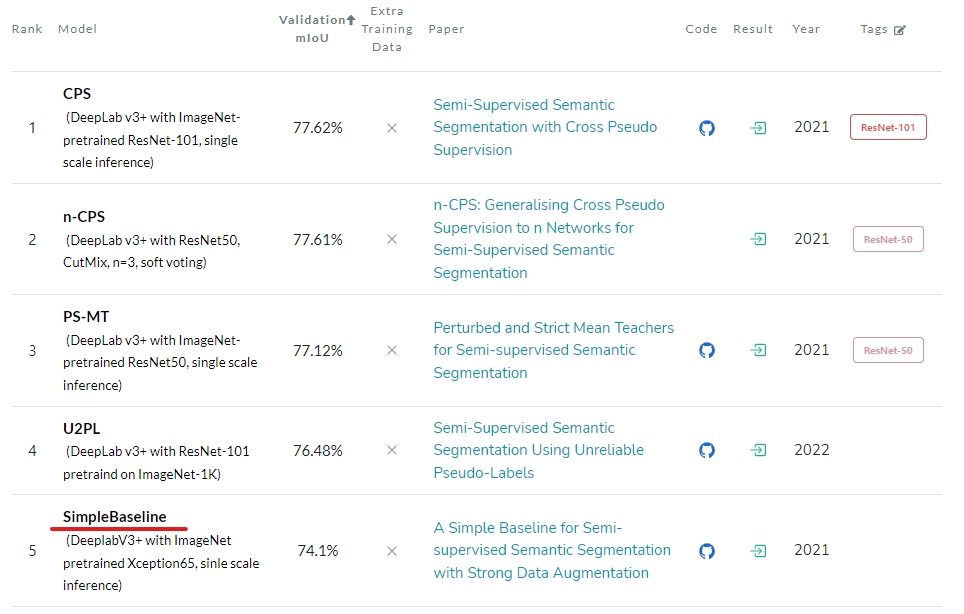 Rank Model Validation mIoU Extra Training Data Paper Code Result Year Tags
CPS
(DeepLab v3+ with ImageNet-
pretrained ResNet-101, single
scale inference)
1 77.62% × Semi-Supervised Semantic
Segmentation with Cross Pseudo
Supervision
2021 ResNet-101
n-CPS
(DeepLab v3+ with ResNet50,
CutMix, n=3, soft voting)
2 77.61% × n-CPS: Generalising Cross Pseudo
Supervision to n Networks for
Semi-Supervised Semantic
Segmentation
2021 ResNet-50
PS-MT
(DeepLab v3+ with ImageNet-
pretrained ResNet50, single scale
inference)
3 77.12% × Perturbed and Strict Mean Teachers
for Semi-supervised Semantic
Segmentation
2021 ResNet-50
U2PL
(DeepLab v3+ with ResNet-101
pretraind on ImageNet-1K)
4 76.48% × Semi-Supervised Semantic
Segmentation Using Unreliable
Pseudo-Labels
2022
SimpleBaseline
(DeeplabV3+ with ImageNet
pretrained Xception65, sinle scale
inference)
5 74.1% × A Simple Baseline for Semi-
supervised Semantic Segmentation
with Strong Data Augmentation
2021